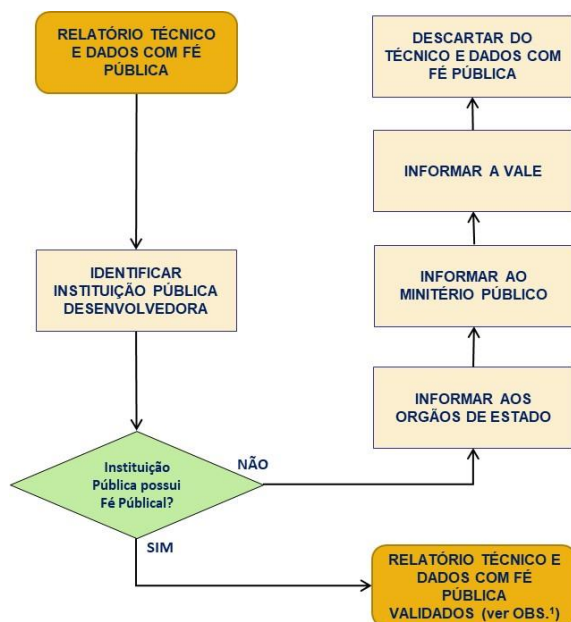 RELATÓRIO TÉCNICO
E DADOS COM FÉ
PÚBLICA
IDENTIFICAR
INSTITUIÇÃO PÚBLICA
DESENVOLVEDORA
Instituição
Pública possui
Fé Públical?
NÃO
SIM
INFORMAR AOS
ORGÃOS DE ESTADO
INFORMAR AO
MINITÉRIO PÚBLICO
INFORMAR A VALE
DESCARTAR DO
TÉCNICO E DADOS COM
FÉ PÚBLICA
RELATÓRIO TÉCNICO E
DADOS COM FÉ
PÚBLICA
VALIDADOS (ver OBS.¹)